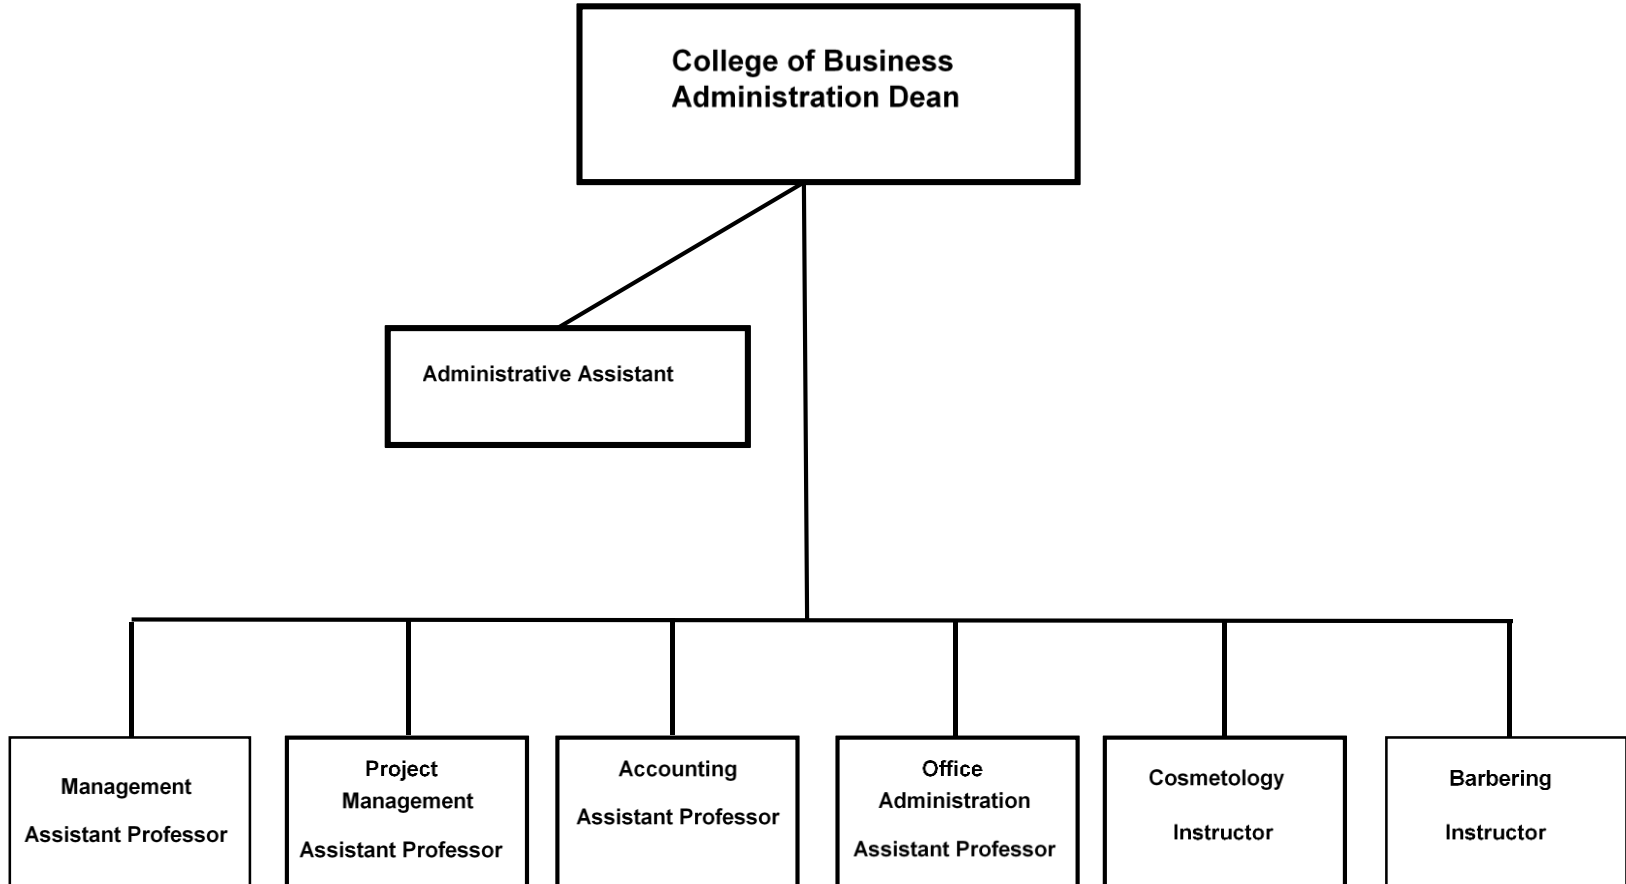 College of Business
Administration Dean
Administrative Assistant
Management
Assistant Professor
Project
Management
Assistant Professor
Accounting
Assistant Professor
Office
Administration
Assistant Professor
Cosmetology
Instructor
Barbering
Instructor